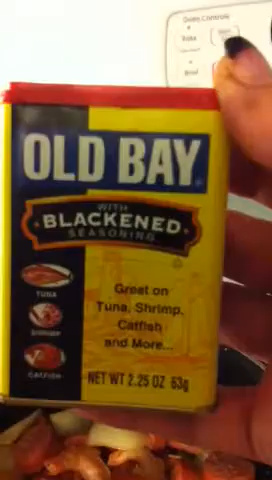 Oven Controls
Bake
Broil
OLD BAY®
WITH
BLACKENED
SEASONING
TUNA
SHRIMP
CATFISH
Great on
Tuna, Shrimp,
Catfish
and More...
NET WT 2.25 OZ 63g